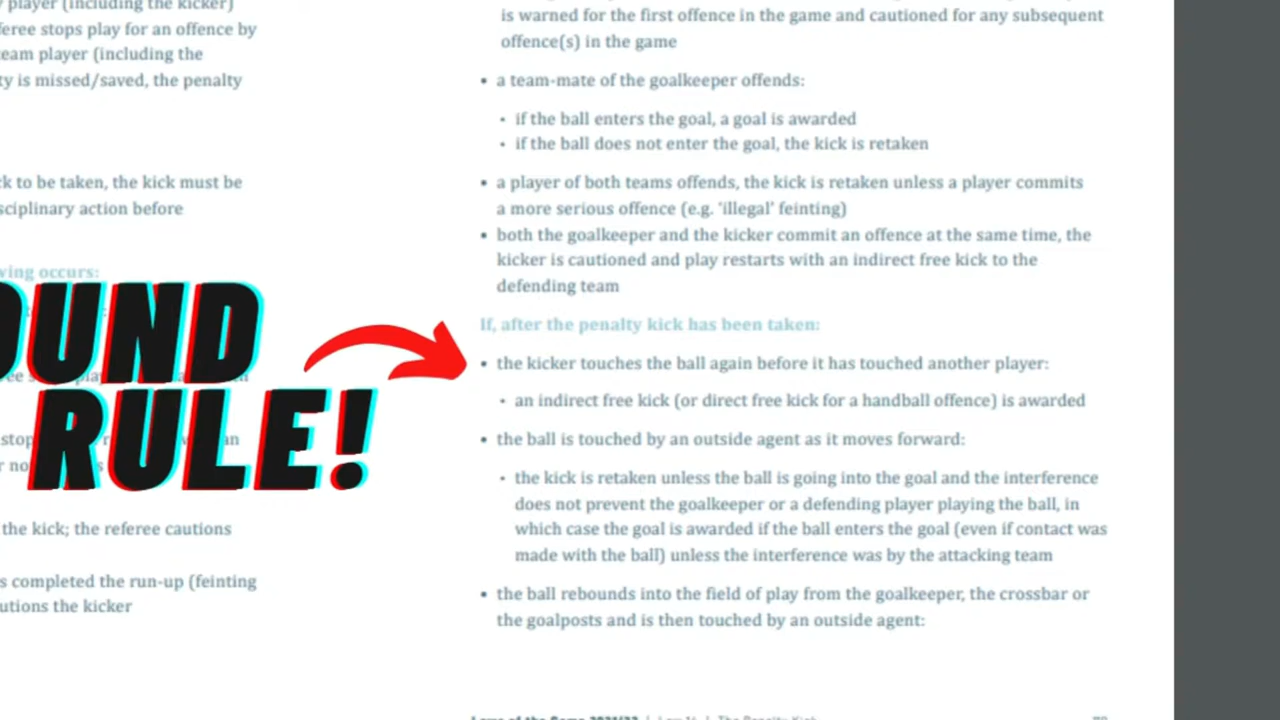 player (including the kicker)
feree stops play for an offence by
eam player (including the
ty is missed/saved, the penalty
ck to be taken, the kick must be
sciplinary action before
ving occurs:
OUND
RULE!
the kick; the referee cautions
s completed the run-up (feinting
utions the kicker
is warned for the first offence in the game and cautioned for any subsequent
offence(s) in the game
• a team-mate of the goalkeeper offends:
• if the ball enters the goal, a goal is awarded
• if the ball does not enter the goal, the kick is retaken
• a player of both teams offends, the kick is retaken unless a player commits
a more serious offence (e.g. 'illegal' feinting)
• both the goalkeeper and the kicker commit an offence at the same time, the
kicker is cautioned and play restarts with an indirect free kick to the
defending team
If, after the penalty kick has been taken:
• the kicker touches the ball again before it has touched another player:
• an indirect free kick (or direct free kick for a handball offence) is awarded
• the ball is touched by an outside agent as it moves forward:
• the kick is retaken unless the ball is going into the goal and the interference
does not prevent the goalkeeper or a defending player playing the ball, in
which case the goal is awarded if the ball enters the goal (even if contact was
made with the ball) unless the interference was by the attacking team
• the ball rebounds into the field of play from the goalkeeper, the crossbar or
the goalposts and is then touched by an outside agent:
Laws of the Game 2021/22 | Law 14 | The Penalty Kick